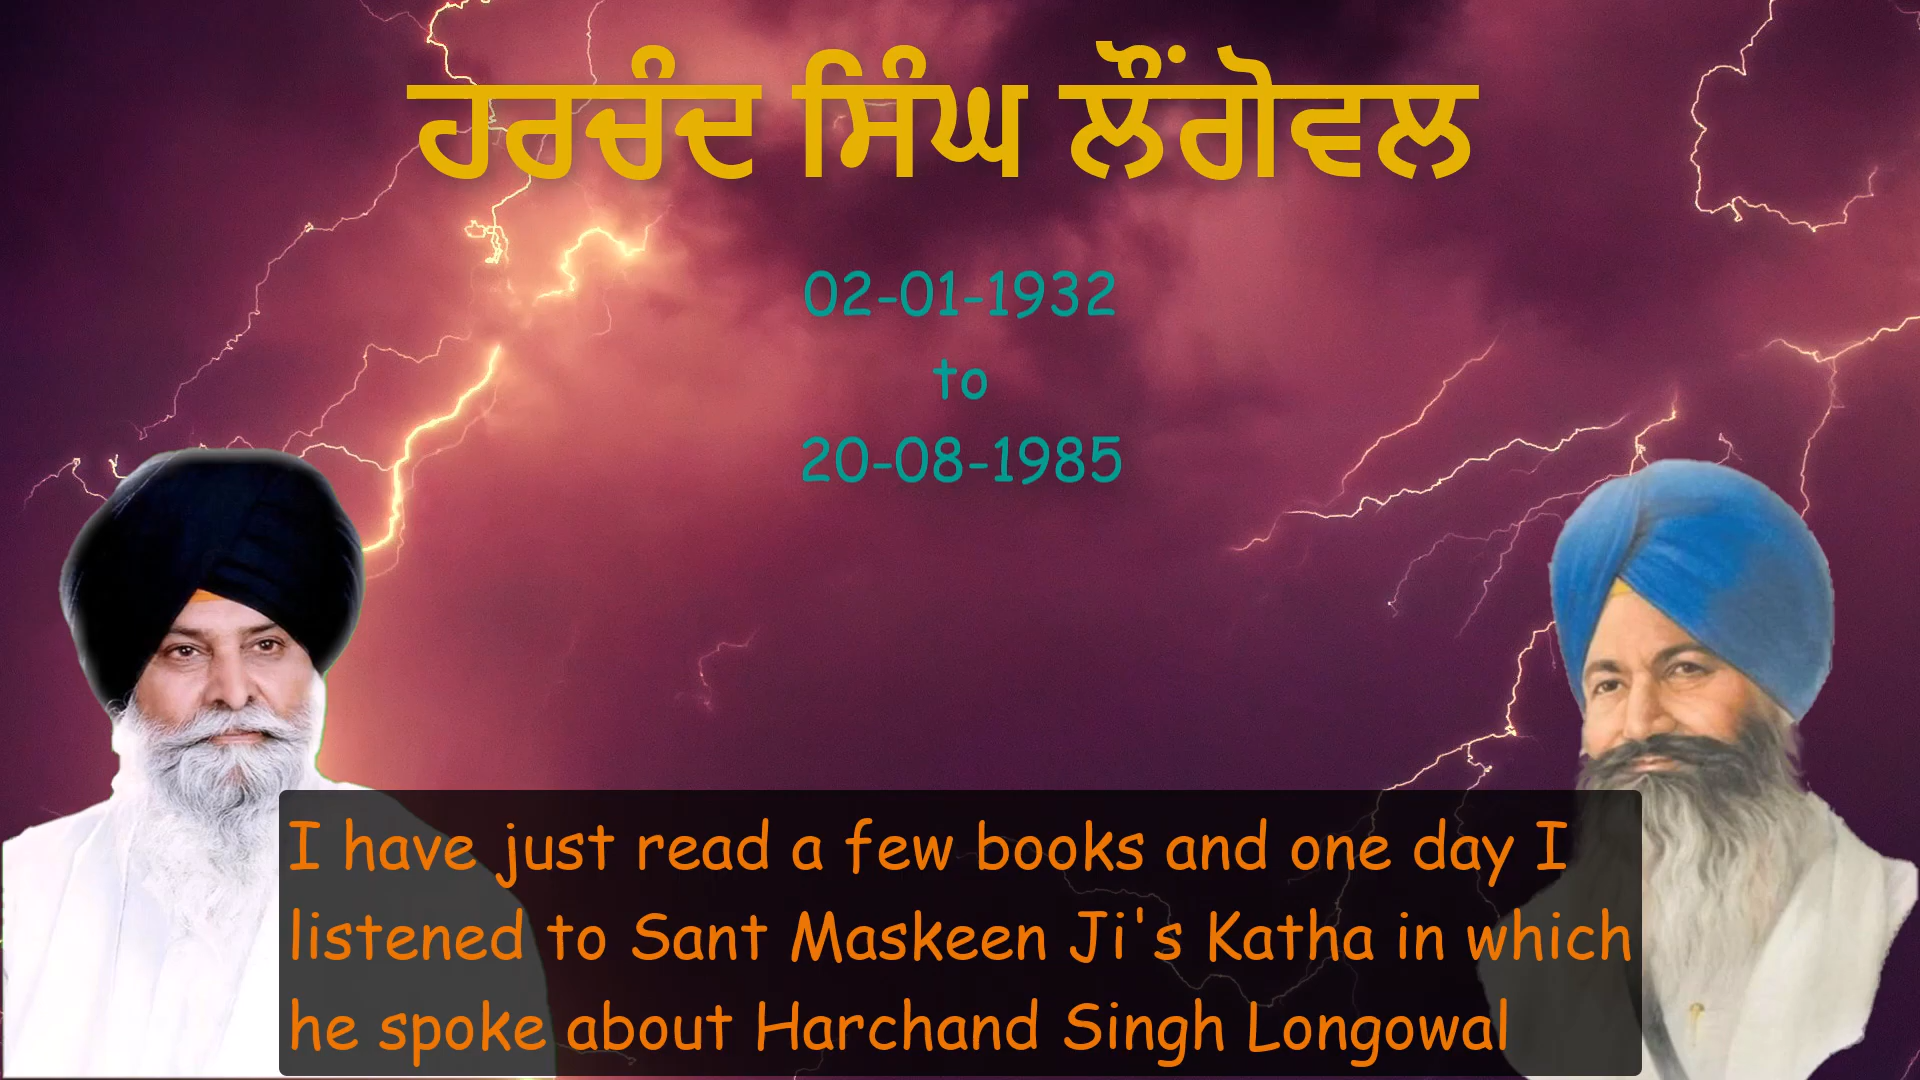 ਹਰਚੰਦ ਸਿੰਘ ਲੌਂਗੋਵਲ
02-01-1932
to
20-08-1985
I have just read a few books and one day I
listened to Sant Maskeen Ji's Katha in which
he spoke about Harchand Singh Longowal